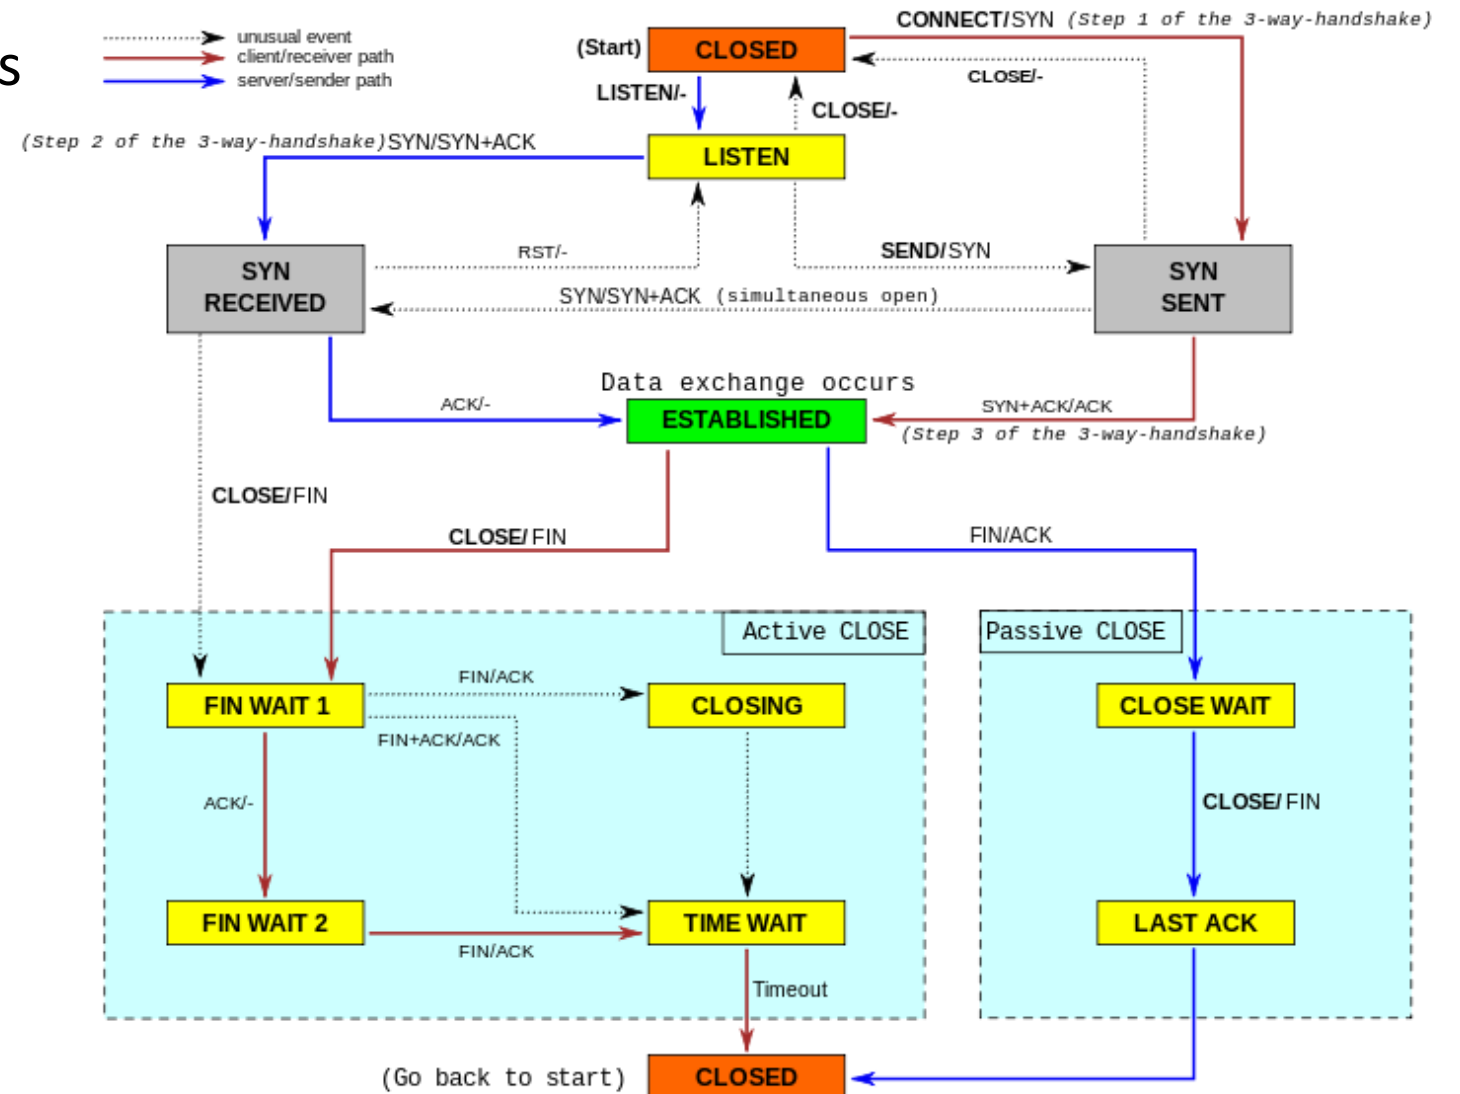 s
CONNECT/SYN (Step 1 of the 3-way-handshake)
unusual event
client/receiver path
server/sender path
(Start)
CLOSED
CLOSE/-
LISTEN/-
CLOSE/-
(Step 2 of the 3-way-handshake)SYN/SYN+ACK
LISTEN
RST/-
SEND/SYN
SYN
RECEIVED
SYN
SENT
SYN/SYN+ACK (simultaneous open)
Data exchange occurs
ACK/-
ESTABLISHED
SYN+ACK/ACK
(Step 3 of the 3-way-handshake)
CLOSE/FIN
CLOSE/FIN
FIN/ACK
Active CLOSE
Passive CLOSE
FIN WAIT 1
FIN/ACK
CLOSING
CLOSE WAIT
FIN+ACK/ACK
ACK/-
CLOSE/FIN
FIN WAIT 2
FIN/ACK
TIME WAIT
LAST ACK
Timeout
(Go back to start)
CLOSED